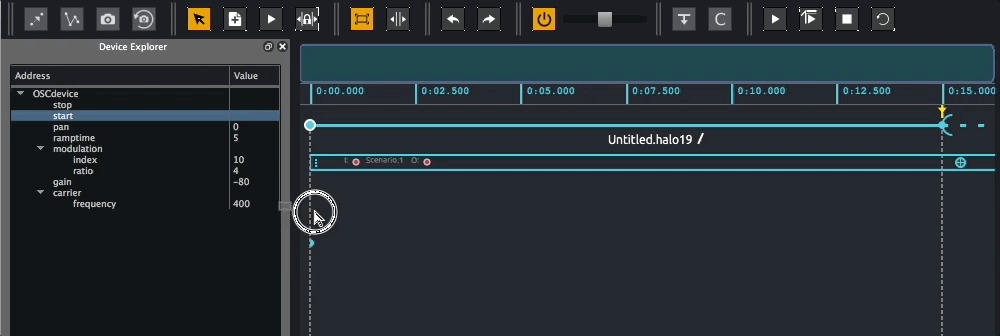 Device Explorer
Address Value
OSCdevice
stop
start
pan 0
ramptime 5
modulation
index 10
ratio 4
gain -80
carrier
frequency 400
C
0:00.000 0:02.500 0:05.000 0:07.500 0:10.000 0:12.500 0:15.000
Untitled.halo19 /
I: Scenario.1 O: